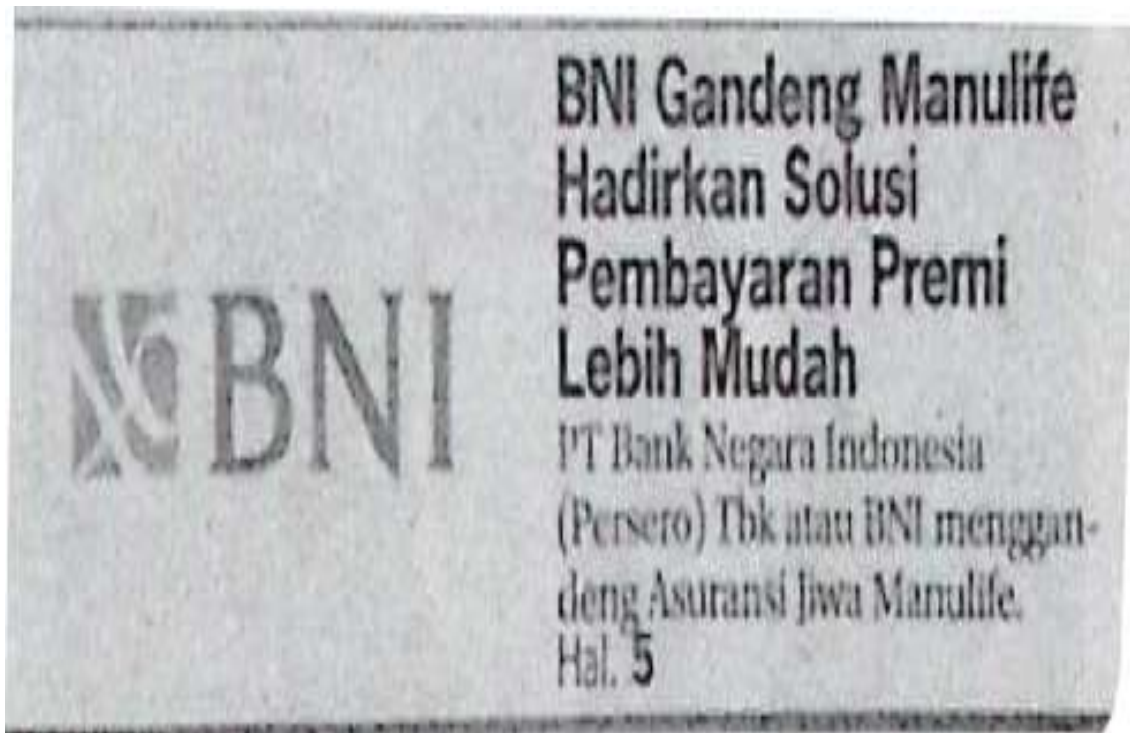 BNI
BNI Gandeng Manulife
Hadirkan Solusi
Pembayaran Premi
Lebih Mudah
PT Bank Negara Indonesia
(Persero) Tbk atau BNI menggan-
deng Asuransi Jiwa Manulife.
Hal. 5